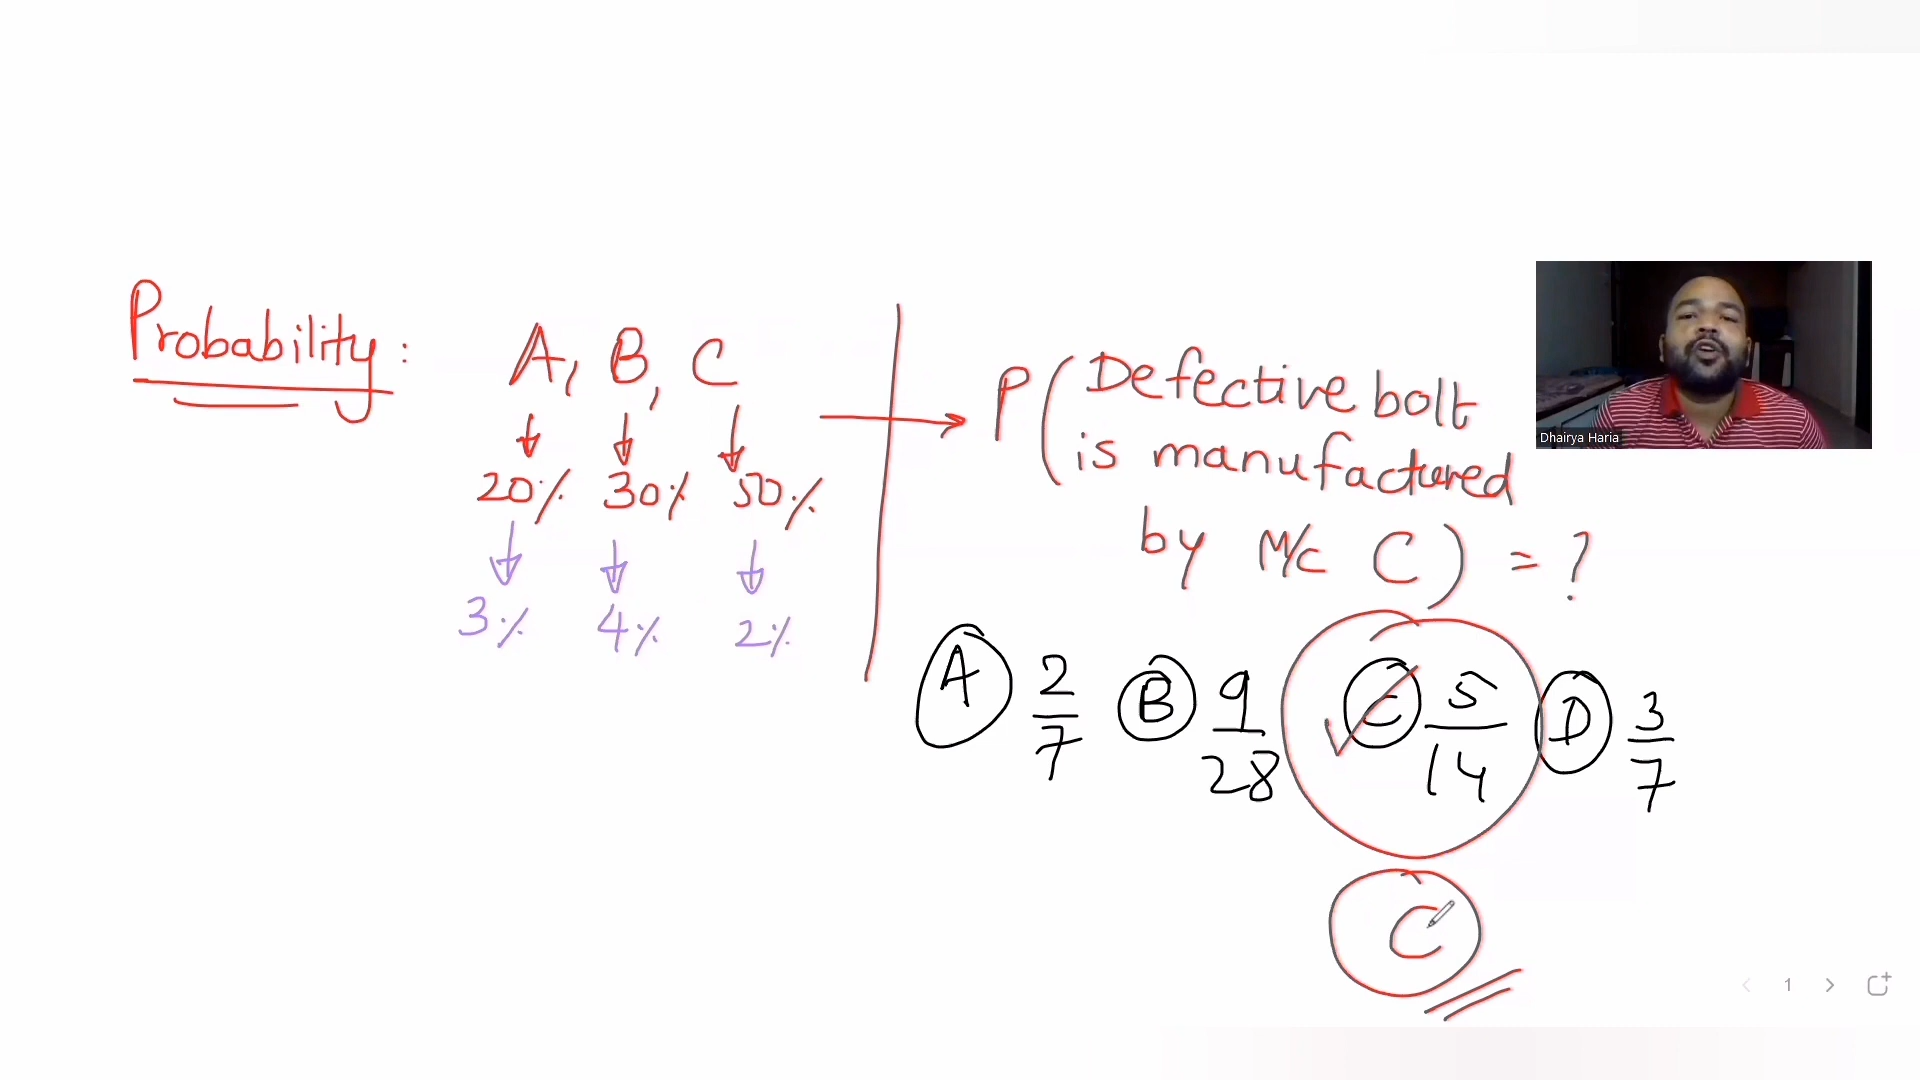 Probability: A, B, C
20% 30% 50%
3% 4% 2%
P(Defective bolt
is manufactured
by M/c C) = ?
A 2/7 B 9/28 C 5/14 D 3/7
C
Dhairya Haria
1